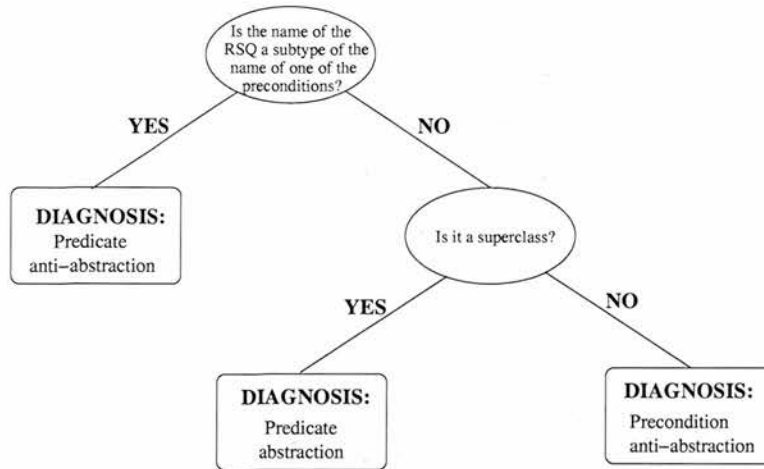 Is the name of the
RSQ a subtype of the
name of one of the
preconditions?
YES
NO
DIAGNOSIS:
Predicate
anti-abstraction
Is it a superclass?
YES
NO
DIAGNOSIS:
Predicate
abstraction
DIAGNOSIS:
Precondition
anti-abstraction